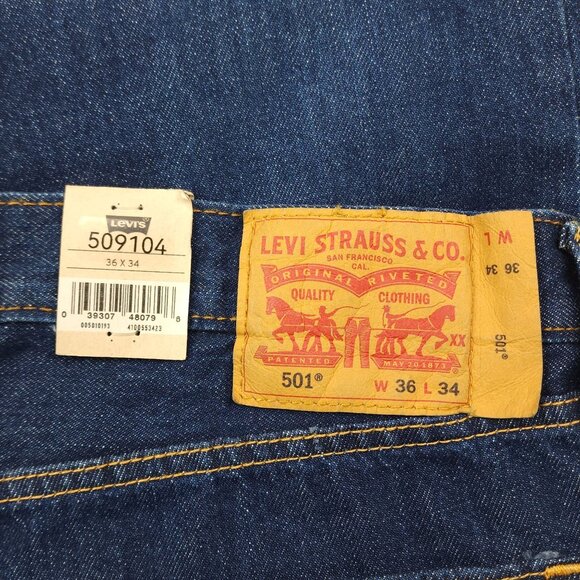 Levi's
509104
36 X 34
0 39307 48079 8
005010193 4100553423
LEVI STRAUSS & CO.
SAN FRANCISCO
CAL.
ORIGINAL RIVETED
QUALITY CLOTHING
XX
PATENTED MAY 20 1873
501® W 36 L 34
W L
36 34
501®